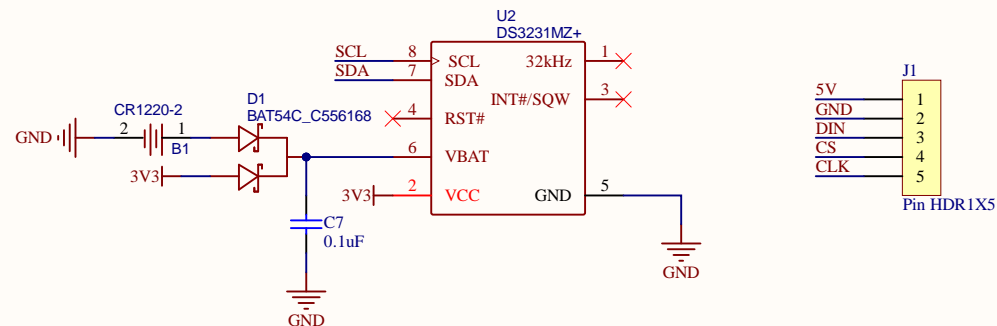 U2
DS3231MZ+
SCL 8 SCL 32kHz 1
SDA 7 SDA
INT#/SQW 3
4 RST#
CR1220-2
D1
BAT54C_C556168
GND 2 1
B1
6 VBAT
3V3
3V3 2 VCC GND 5
C7
0.1uF
GND
GND
J1
5V 1
GND 2
DIN 3
CS 4
CLK 5
Pin HDR1X5